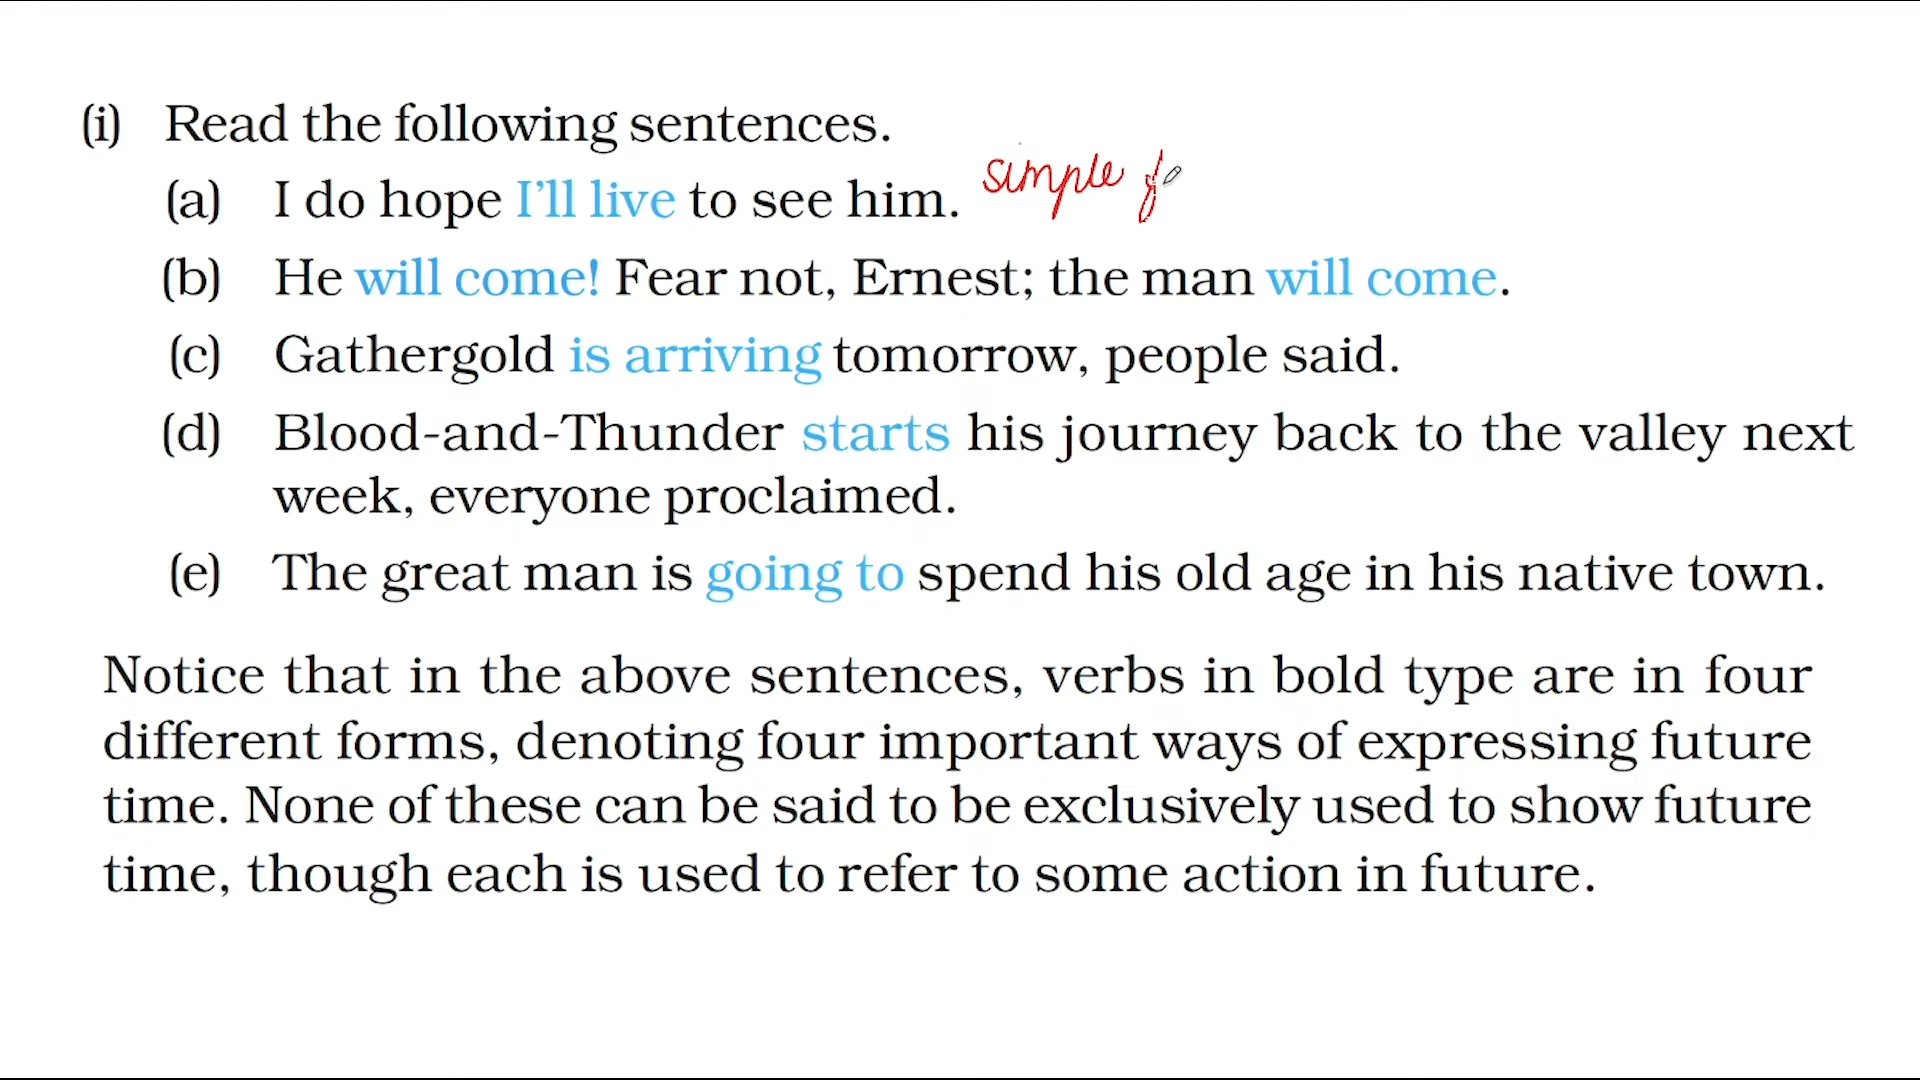 (i) Read the following sentences.
(a) I do hope I'll live to see him. simple f
(b) He will come! Fear not, Ernest; the man will come.
(c) Gathergold is arriving tomorrow, people said.
(d) Blood-and-Thunder starts his journey back to the valley next
week, everyone proclaimed.
(e) The great man is going to spend his old age in his native town.
Notice that in the above sentences, verbs in bold type are in four
different forms, denoting four important ways of expressing future
time. None of these can be said to be exclusively used to show future
time, though each is used to refer to some action in future.